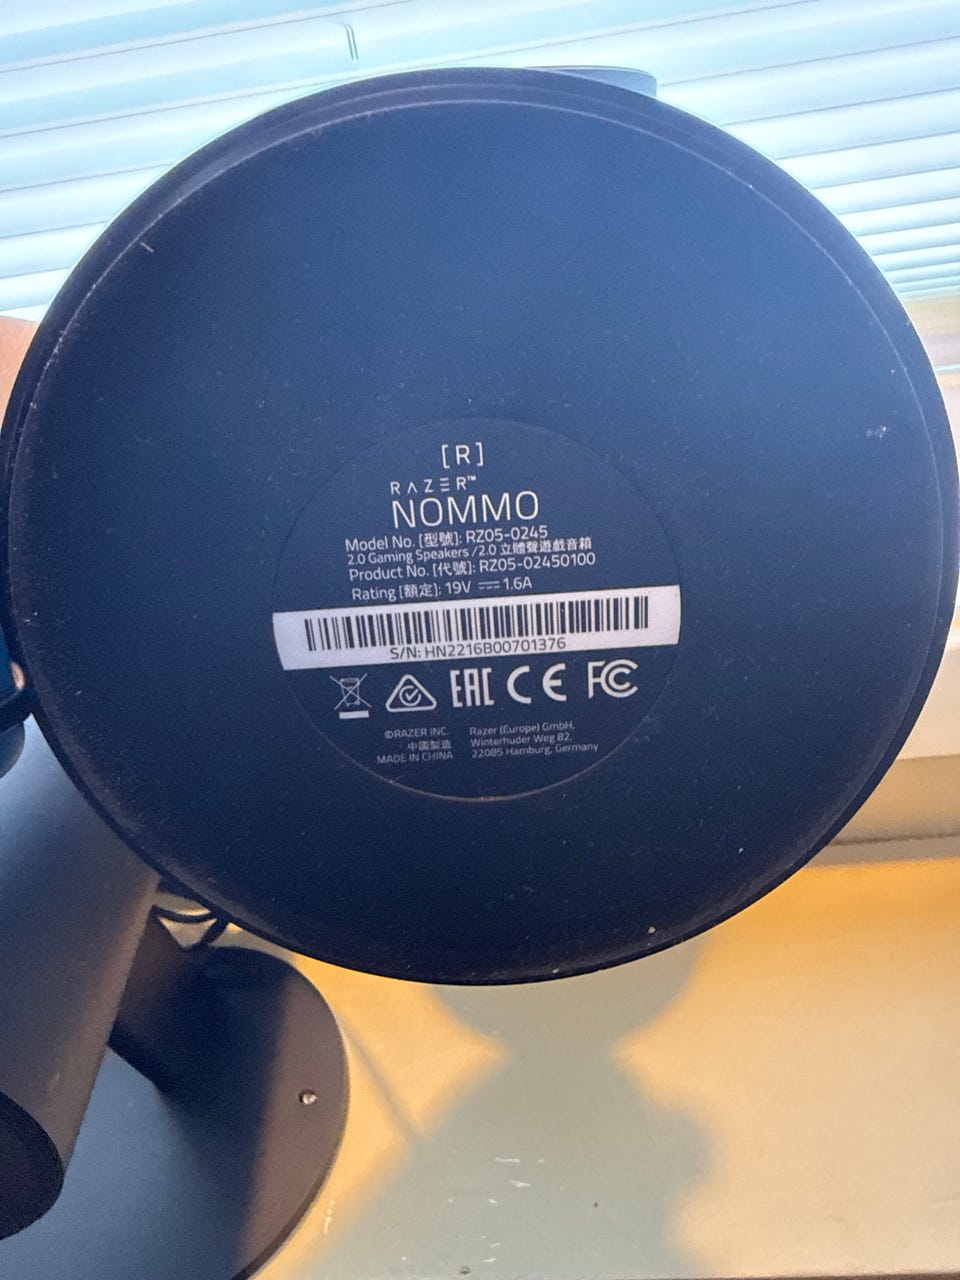 [R]
RAZER™
NOMMO
Model No. [型號]: RZ05-0245
2.0 Gaming Speakers /2.0 立體聲遊戲音箱
Product No. [代號]: RZ05-02450100
Rating [額定]: 19V ⎓ 1.6A
S/N: HN2216B00701376
EAC CE FC
©RAZER INC.
中國製造
MADE IN CHINA
Razer (Europe) GmbH,
Winterhuder Weg 82,
22085 Hamburg, Germany